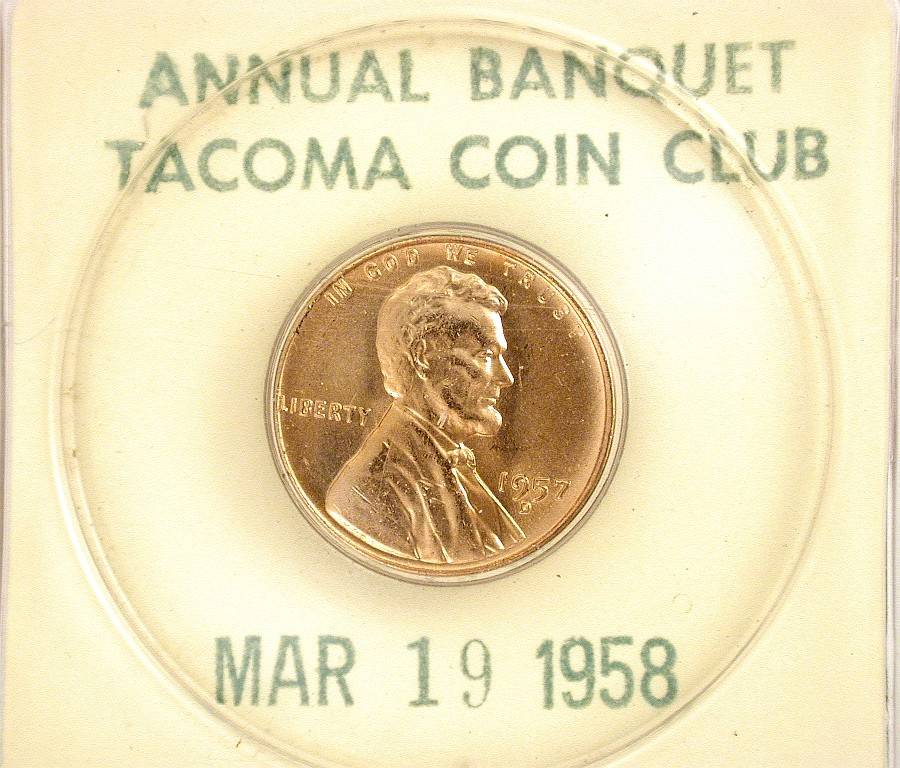 ANNUAL BANQUET
TACOMA COIN CLUB
IN GOD WE TRUST
LIBERTY
1957
D
MAR 19 1958